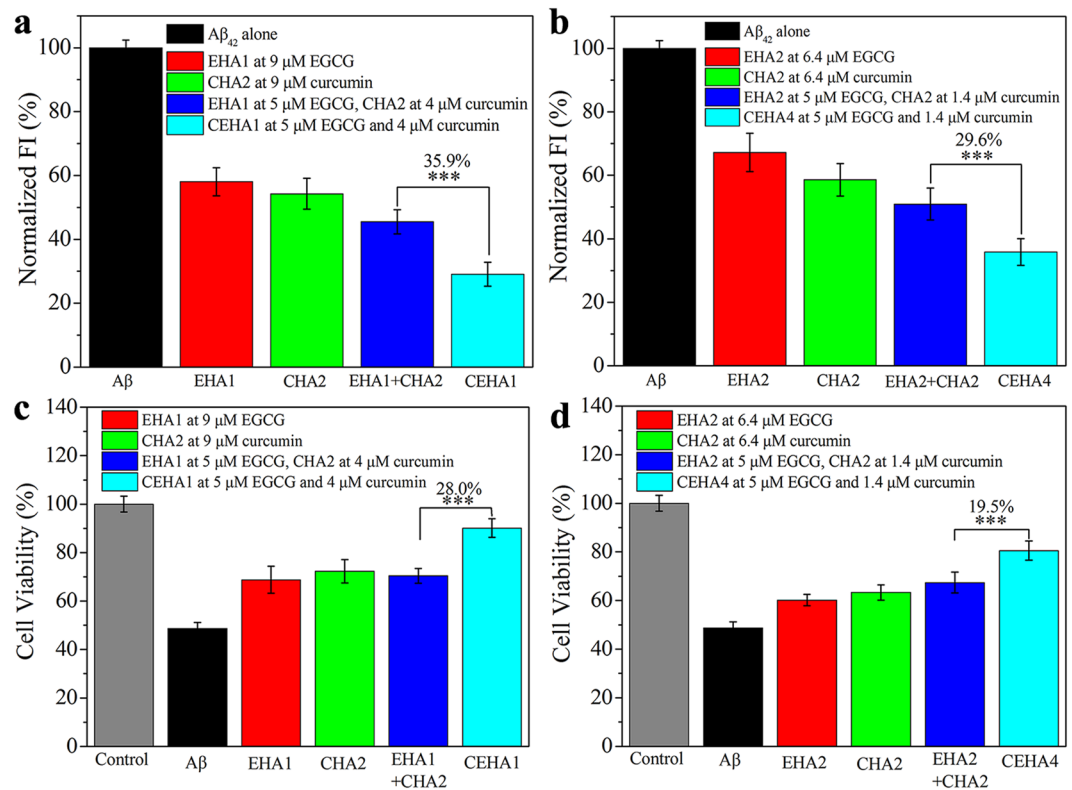 a
Normalized FI (%)
100
80
60
40
20
0
Aβ42 alone
EHA1 at 9 μM EGCG
CHA2 at 9 μM curcumin
EHA1 at 5 μM EGCG, CHA2 at 4 μM curcumin
CEHA1 at 5 μM EGCG and 4 μM curcumin
35.9%
***
Aβ EHA1 CHA2 EHA1+CHA2 CEHA1
b
Normalized FI (%)
100
80
60
40
20
0
Aβ42 alone
EHA2 at 6.4 μM EGCG
CHA2 at 6.4 μM curcumin
EHA2 at 5 μM EGCG, CHA2 at 1.4 μM curcumin
CEHA4 at 5 μM EGCG and 1.4 μM curcumin
29.6%
***
Aβ EHA2 CHA2 EHA2+CHA2 CEHA4
c
Cell Viability (%)
140
120
100
80
60
40
20
0
EHA1 at 9 μM EGCG
CHA2 at 9 μM curcumin
EHA1 at 5 μM EGCG, CHA2 at 4 μM curcumin
CEHA1 at 5 μM EGCG and 4 μM curcumin
28.0%
***
Control Aβ EHA1 CHA2 EHA1 CEHA1
+CHA2
d
Cell Viability (%)
140
120
100
80
60
40
20
0
EHA2 at 6.4 μM EGCG
CHA2 at 6.4 μM curcumin
EHA2 at 5 μM EGCG, CHA2 at 1.4 μM curcumin
CEHA4 at 5 μM EGCG and 1.4 μM curcumin
19.5%
***
Control Aβ EHA2 CHA2 EHA2 CEHA4
+CHA2